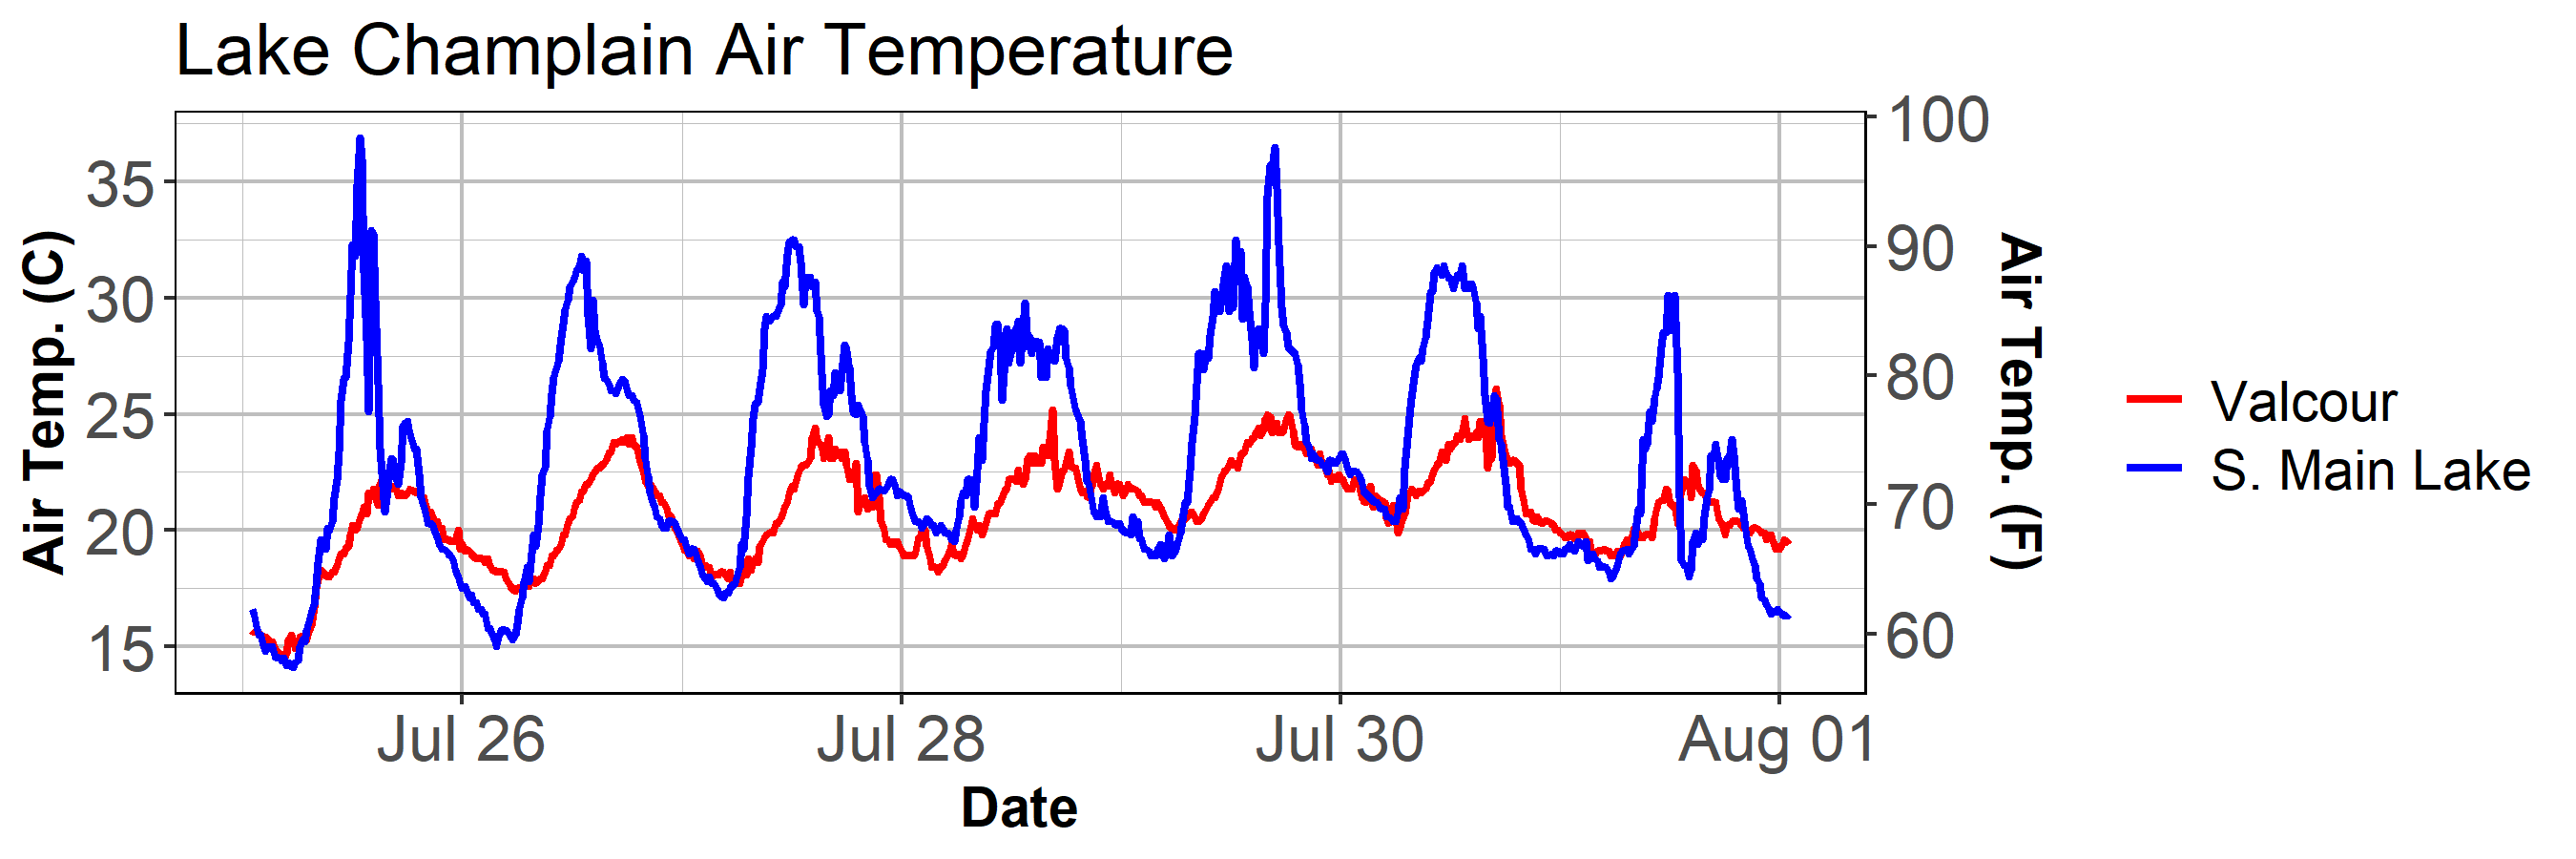 Lake Champlain Air Temperature
Air Temp. (C)
35
30
25
20
15
100
90
80
70
60
Air Temp. (F)
Jul 26
Jul 28
Jul 30
Aug 01
Date
Valcour
S. Main Lake